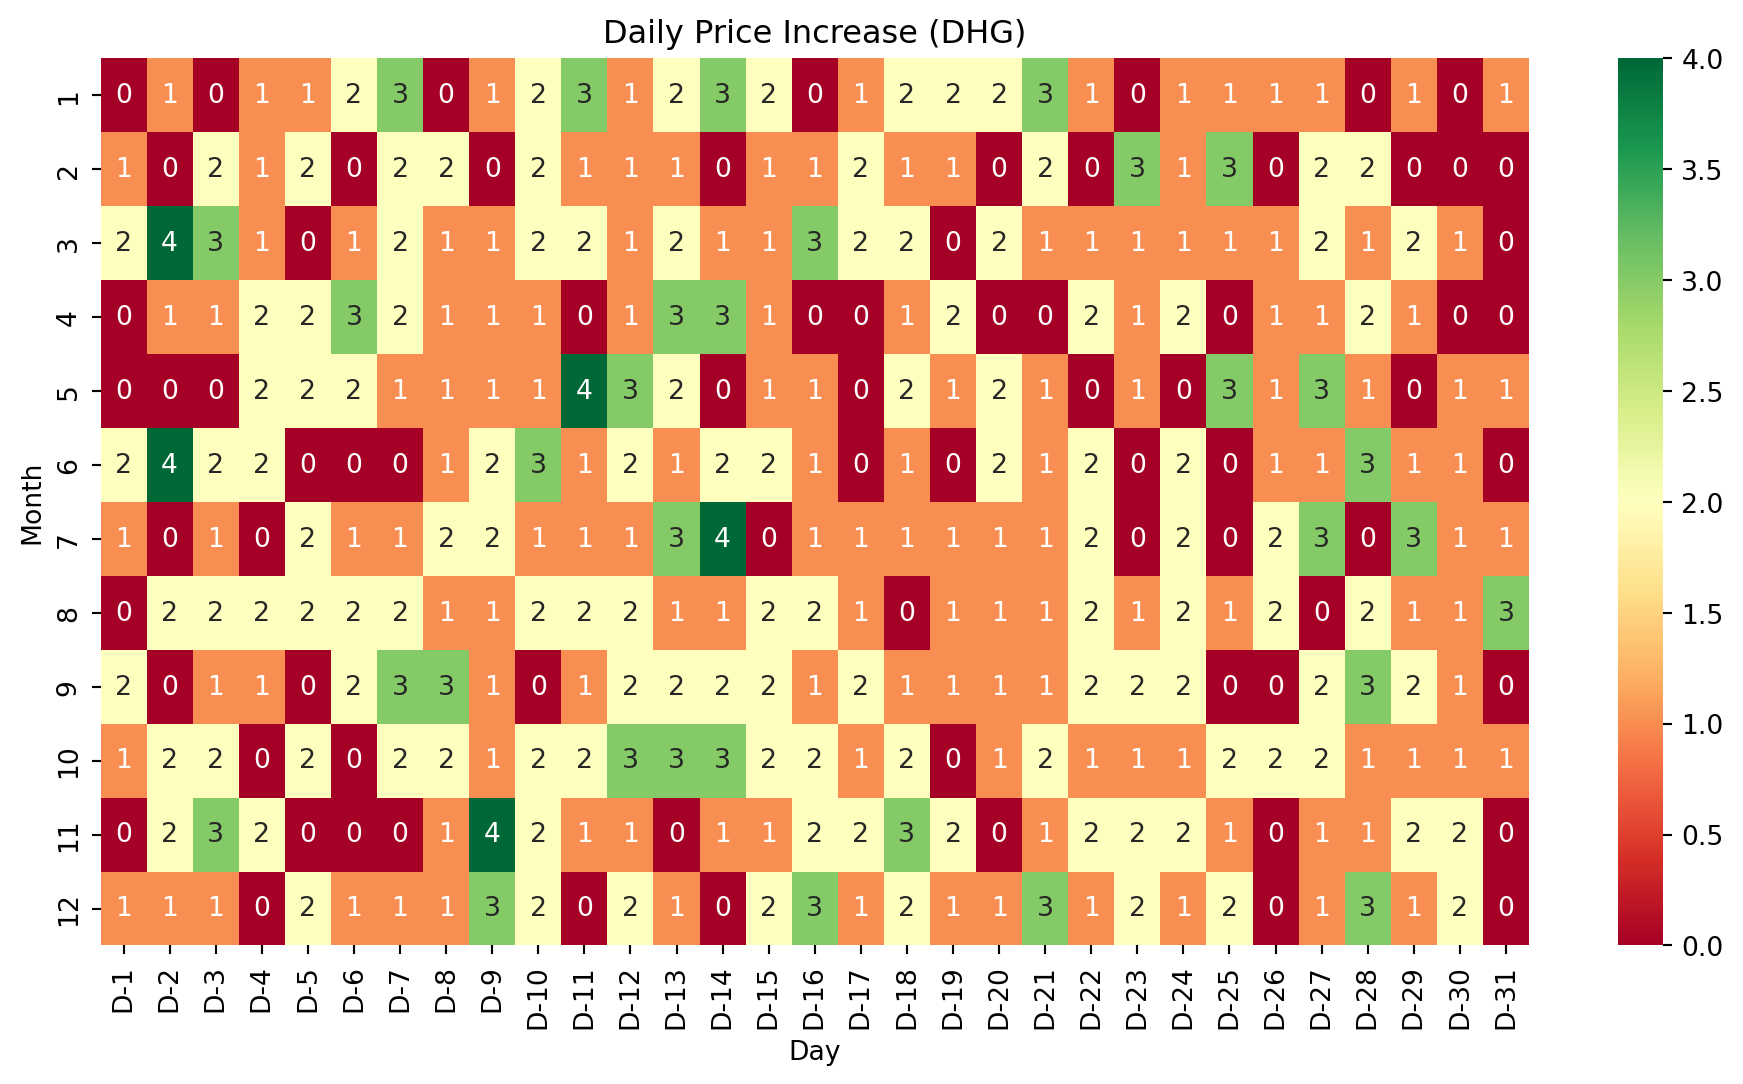 Daily Price Increase (DHG)
Month
1 0 1 0 1 1 2 3 0 1 2 3 1 2 3 2 0 1 2 2 2 3 1 0 1 1 1 1 0 1 0 1
2 1 0 2 1 2 0 2 2 0 2 1 1 1 0 1 1 2 1 1 0 2 0 3 1 3 0 2 2 0 0 0
3 2 4 3 1 0 1 2 1 1 2 2 1 2 1 1 3 2 2 0 2 1 1 1 1 1 1 2 1 2 1 0
4 0 1 1 2 2 3 2 1 1 1 0 1 3 3 1 0 0 1 2 0 0 2 1 2 0 1 1 2 1 0 0
5 0 0 0 2 2 2 1 1 1 1 4 3 2 0 1 1 0 2 1 2 1 0 1 0 3 1 3 1 0 1 1
6 2 4 2 2 0 0 0 1 2 3 1 2 1 2 2 1 0 1 0 2 1 2 0 2 0 1 1 3 1 1 0
7 1 0 1 0 2 1 1 2 2 1 1 1 3 4 0 1 1 1 1 1 1 2 0 2 0 2 3 0 3 1 1
8 0 2 2 2 2 2 2 1 1 2 2 2 1 1 2 2 1 0 1 1 1 2 1 2 1 2 0 2 1 1 3
9 2 0 1 1 0 2 3 3 1 0 1 2 2 2 2 1 2 1 1 1 1 2 2 2 0 0 2 3 2 1 0
10 1 2 2 0 2 0 2 2 1 2 2 3 3 3 2 2 1 2 0 1 2 1 1 1 2 2 2 1 1 1 1
11 0 2 3 2 0 0 0 1 4 2 1 1 0 1 1 2 2 3 2 0 1 2 2 2 1 0 1 1 2 2 0
12 1 1 1 0 2 1 1 1 3 2 0 2 1 0 2 3 1 2 1 1 3 1 2 1 2 0 1 3 1 2 0
D-1 D-2 D-3 D-4 D-5 D-6 D-7 D-8 D-9 D-10 D-11 D-12 D-13 D-14 D-15 D-16 D-17 D-18 D-19 D-20 D-21 D-22 D-23 D-24 D-25 D-26 D-27 D-28 D-29 D-30 D-31
Day
4.0
3.5
3.0
2.5
2.0
1.5
1.0
0.5
0.0